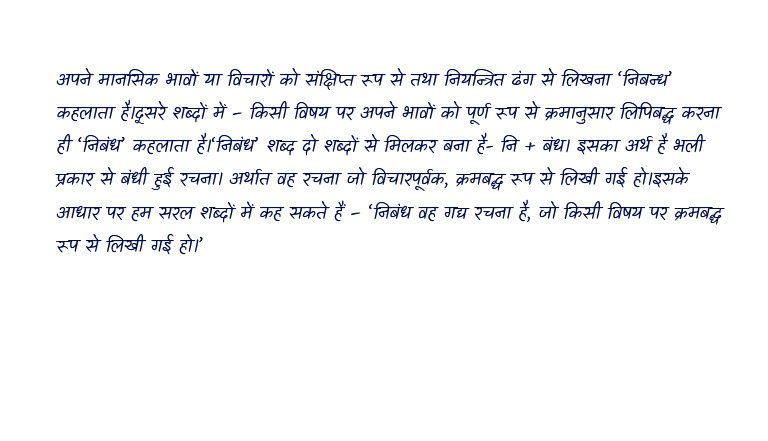 अपने मानसिक भावों या विचारों को संक्षिप्त रूप से तथा नियन्त्रित ढंग से लिखना ‘निबन्ध’
कहलाता है।दूसरे शब्दों में – किसी विषय पर अपने भावों को पूर्ण रूप से क्रमानुसार लिपिबद्ध करना
ही ‘निबंध’ कहलाता है।‘निबंध’ शब्द दो शब्दों से मिलकर बना है- नि + बंध। इसका अर्थ है भली
प्रकार से बंधी हुई रचना। अर्थात वह रचना जो विचारपूर्वक, क्रमबद्ध रूप से लिखी गई हो।इसके
आधार पर हम सरल शब्दों में कह सकते हैं – ‘निबंध वह गद्य रचना है, जो किसी विषय पर क्रमबद्ध
रूप से लिखी गई हो।’